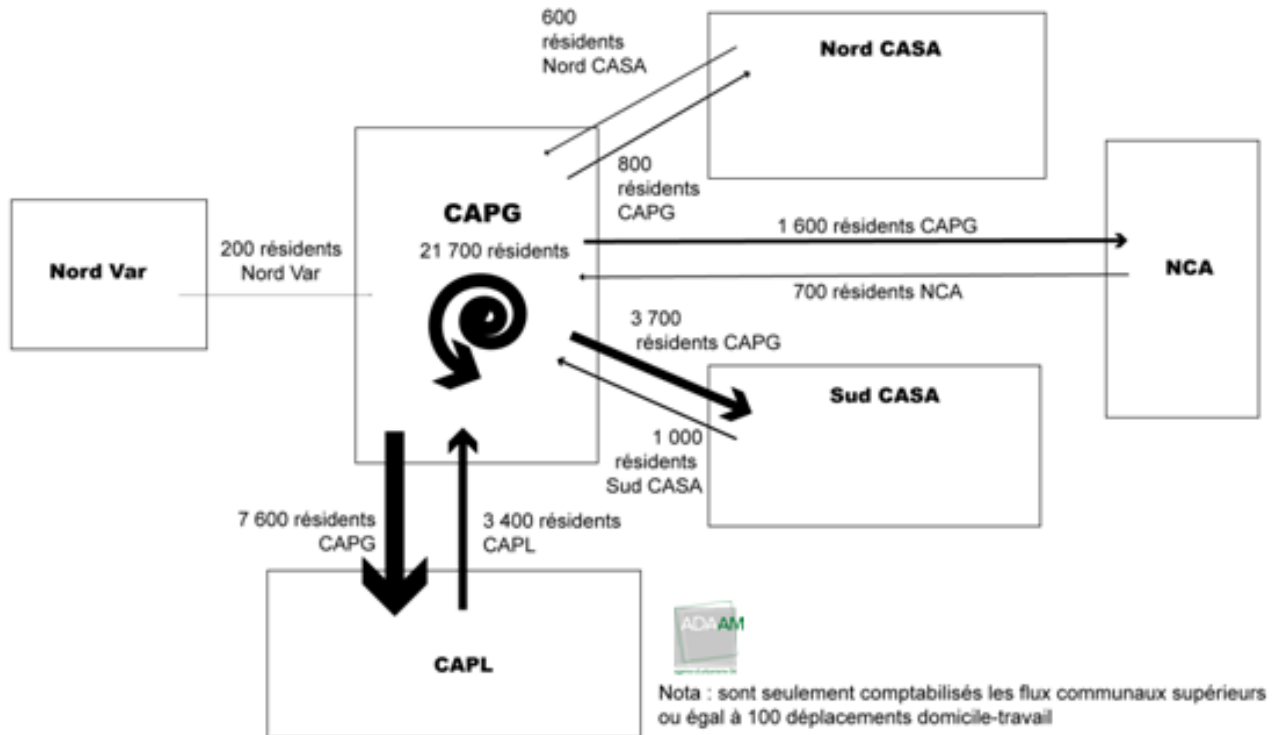 600
résidents
Nord CASA
Nord CASA
800
résidents
CAPG
CAPG
21 700 résidents
1 600 résidents CAPG
700 résidents NCA
NCA
Nord Var
200 résidents
Nord Var
3 700
résidents CAPG
Sud CASA
1 000
résidents
Sud CASA
7 600 résidents
CAPG
3 400 résidents
CAPL
CAPL
ADAAM
Nota : sont seulement comptabilisés les flux communaux supérieurs
ou égal à 100 déplacements domicile-travail